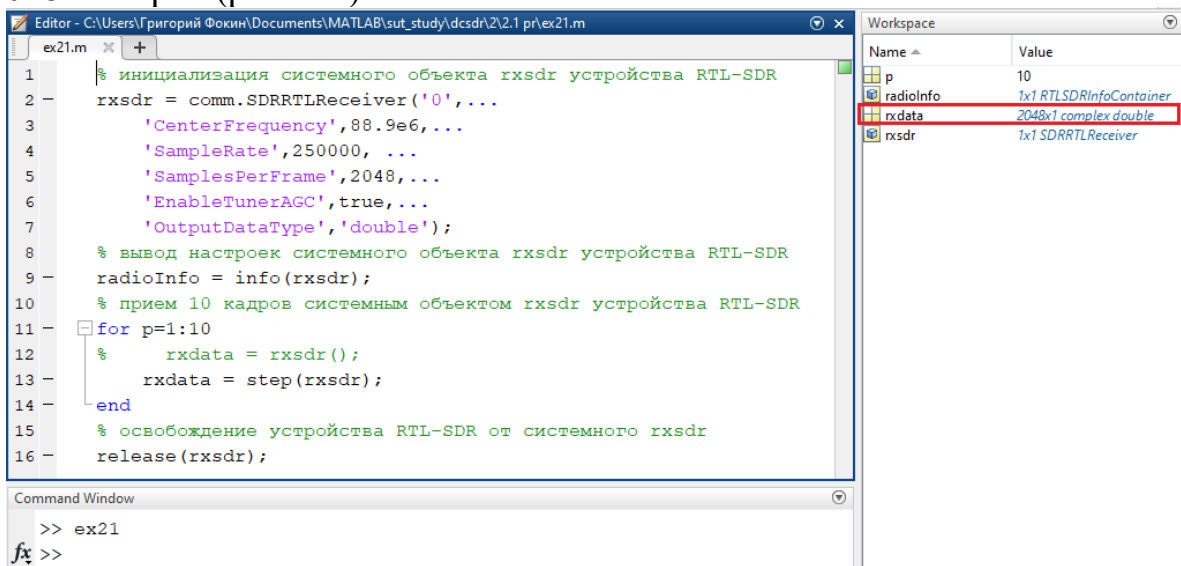 Editor - C:\Users\Григорий Фокин\Documents\MATLAB\sut_study\dcsdr\2\2.1 pr\ex21.m
ex21.m
1 % инициализация системного объекта rxsdr устройства RTL-SDR
2 — rxsdr = comm.SDRRTLReceiver('0',...
3 'CenterFrequency',88.9e6,...
4 'SampleRate',250000, ...
5 'SamplesPerFrame',2048,...
6 'EnableTunerAGC',true,...
7 'OutputDataType','double');
8 % вывод настроек системного объекта rxsdr устройства RTL-SDR
9 — radioInfo = info(rxsdr);
10 % прием 10 кадров системным объектом rxsdr устройства RTL-SDR
11 — for p=1:10
12 % rxdata = rxsdr();
13 — rxdata = step(rxsdr);
14 — end
15 % освобождение устройства RTL-SDR от системного rxsdr
16 — release(rxsdr);
Command Window
>> ex21
fx >>
Workspace
Name Value
p 10
radioInfo 1x1 RTLSDRInfoContainer
rxdata 2048x1 complex double
rxsdr 1x1 SDRRTLReceiver